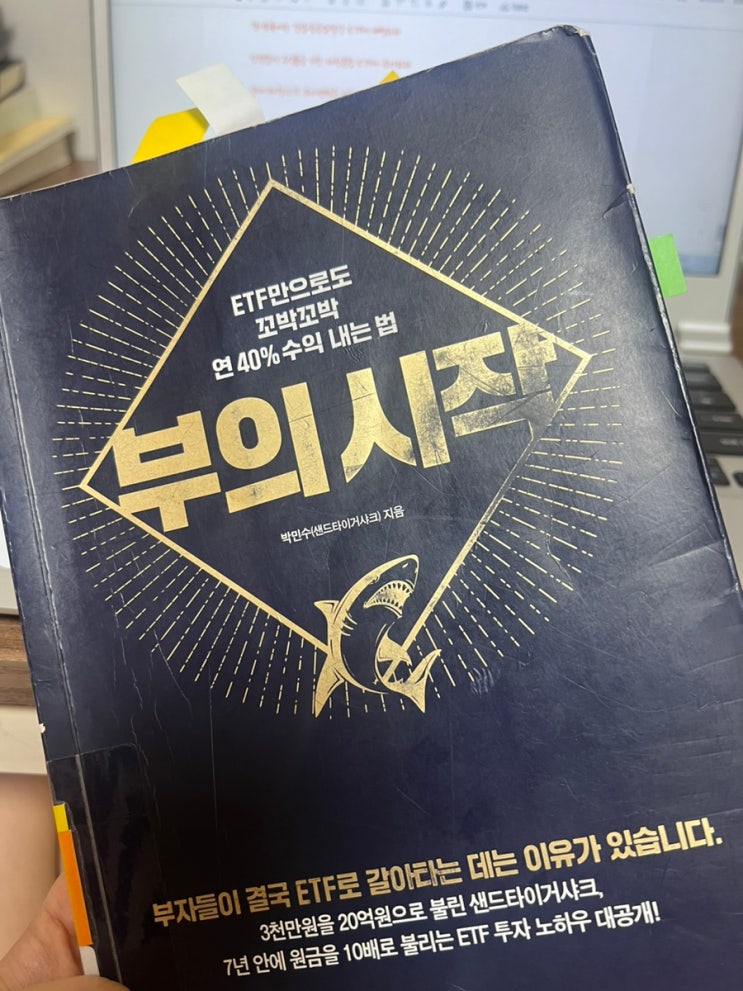 ETF만으로도
꼬박꼬박
연 40% 수익 내는 법
부의 시작
박민수(샌드타이거샤크) 지음
부자들이 결국 ETF로 갈아타는 데는 이유가 있습니다.
3천만원을 20억원으로 불린 샌드타이거샤크,
7년 안에 원금을 10배로 불리는 ETF 투자 노하우 대공개!